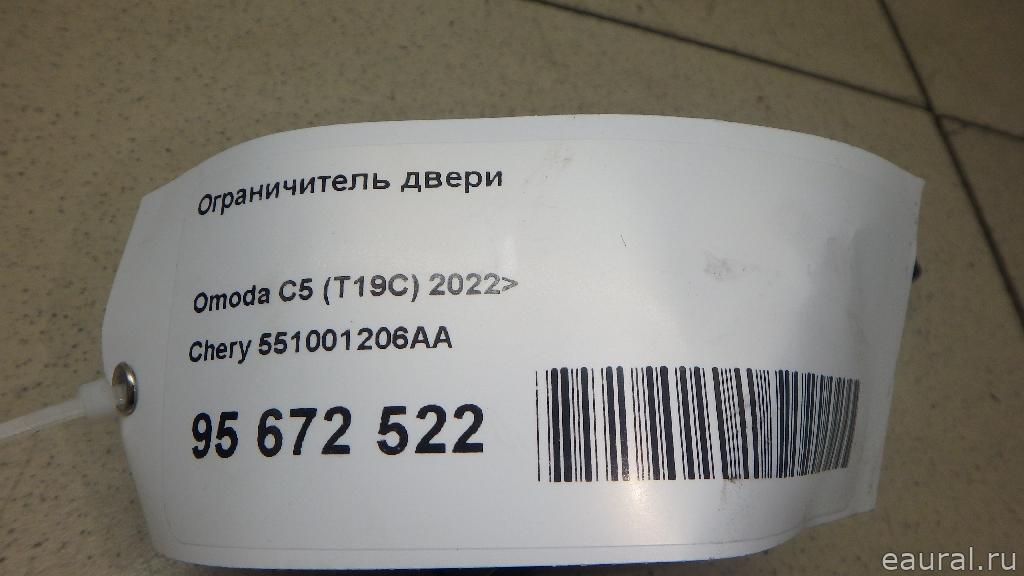 Ограничитель двери
Omoda C5 (T19C) 2022>
Chery 551001206AA
95 672 522
eaural.ru